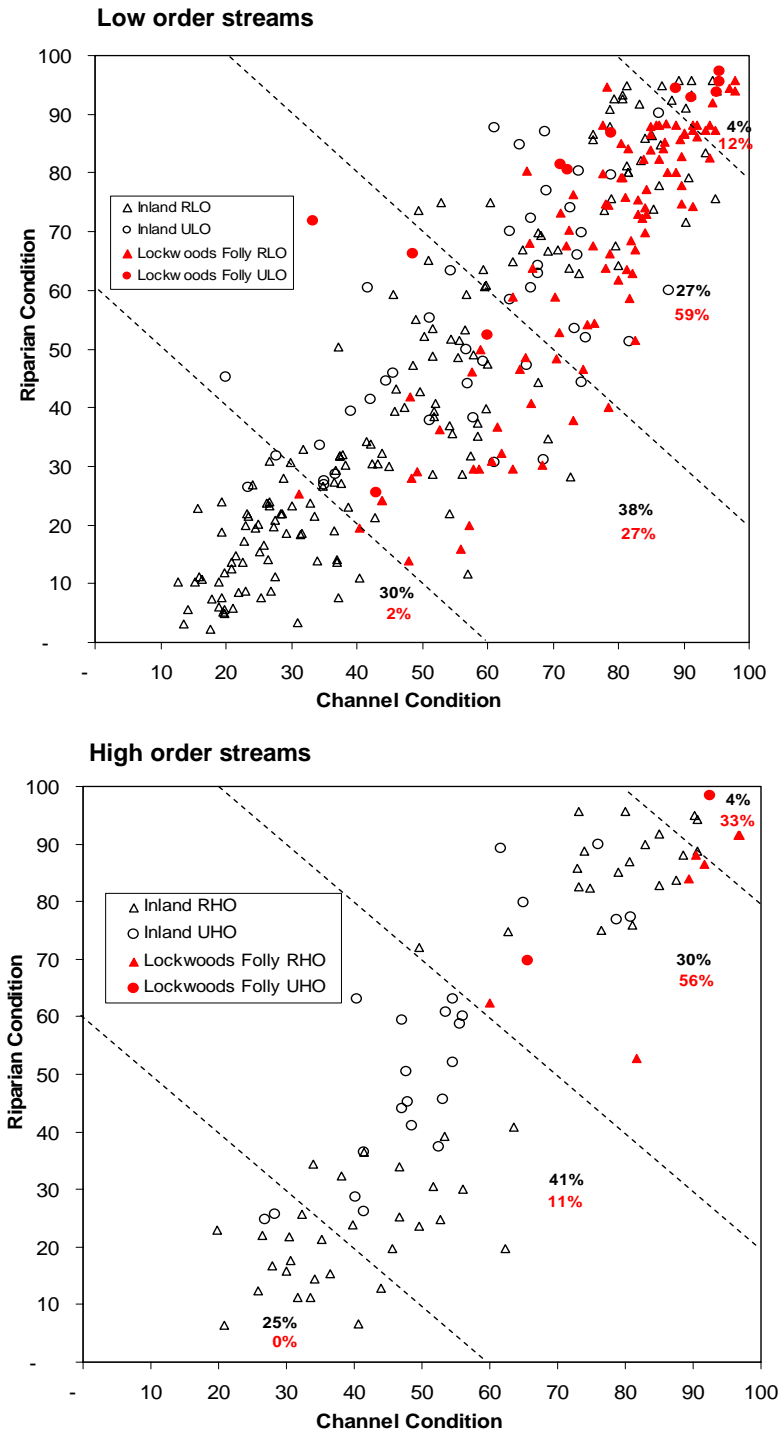 Low order streams
100
90
80
70
60
50
40
30
20
10
-
Riparian Condition
Inland RLO
Inland ULO
Lockwoods Folly RLO
Lockwoods Folly ULO
4%
12%
27%
59%
38%
27%
30%
2%
- 10 20 30 40 50 60 70 80 90 100
Channel Condition
High order streams
100
90
80
70
60
50
40
30
20
10
-
Riparian Condition
Inland RHO
Inland UHO
Lockwoods Folly RHO
Lockwoods Folly UHO
4%
33%
30%
56%
41%
11%
25%
0%
- 10 20 30 40 50 60 70 80 90 100
Channel Condition